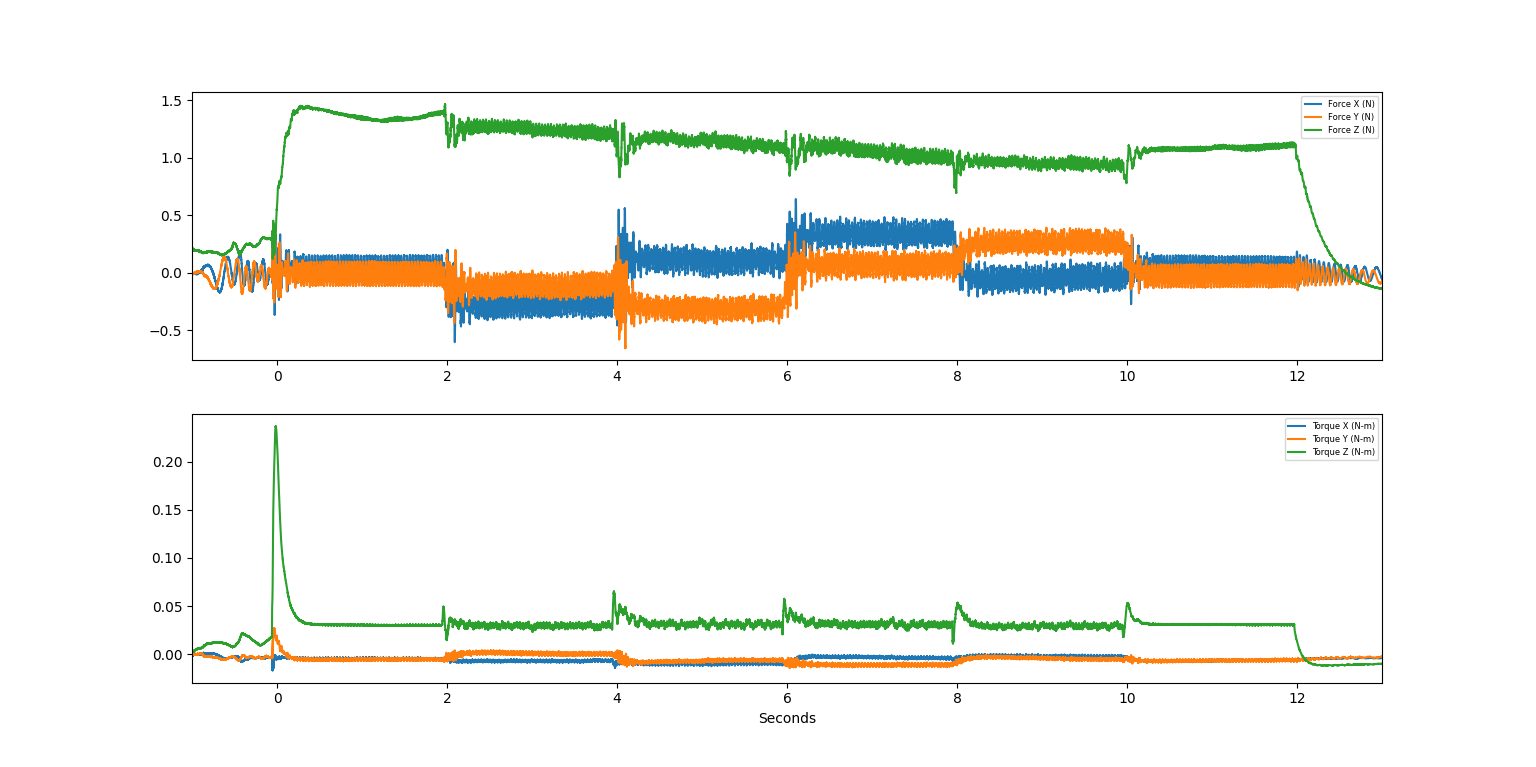 1.5
1.0
0.5
0.0
−0.5
Force X (N)
Force Y (N)
Force Z (N)
0 2 4 6 8 10 12
0.20
0.15
0.10
0.05
0.00
Torque X (N-m)
Torque Y (N-m)
Torque Z (N-m)
0 2 4 6 8 10 12
Seconds